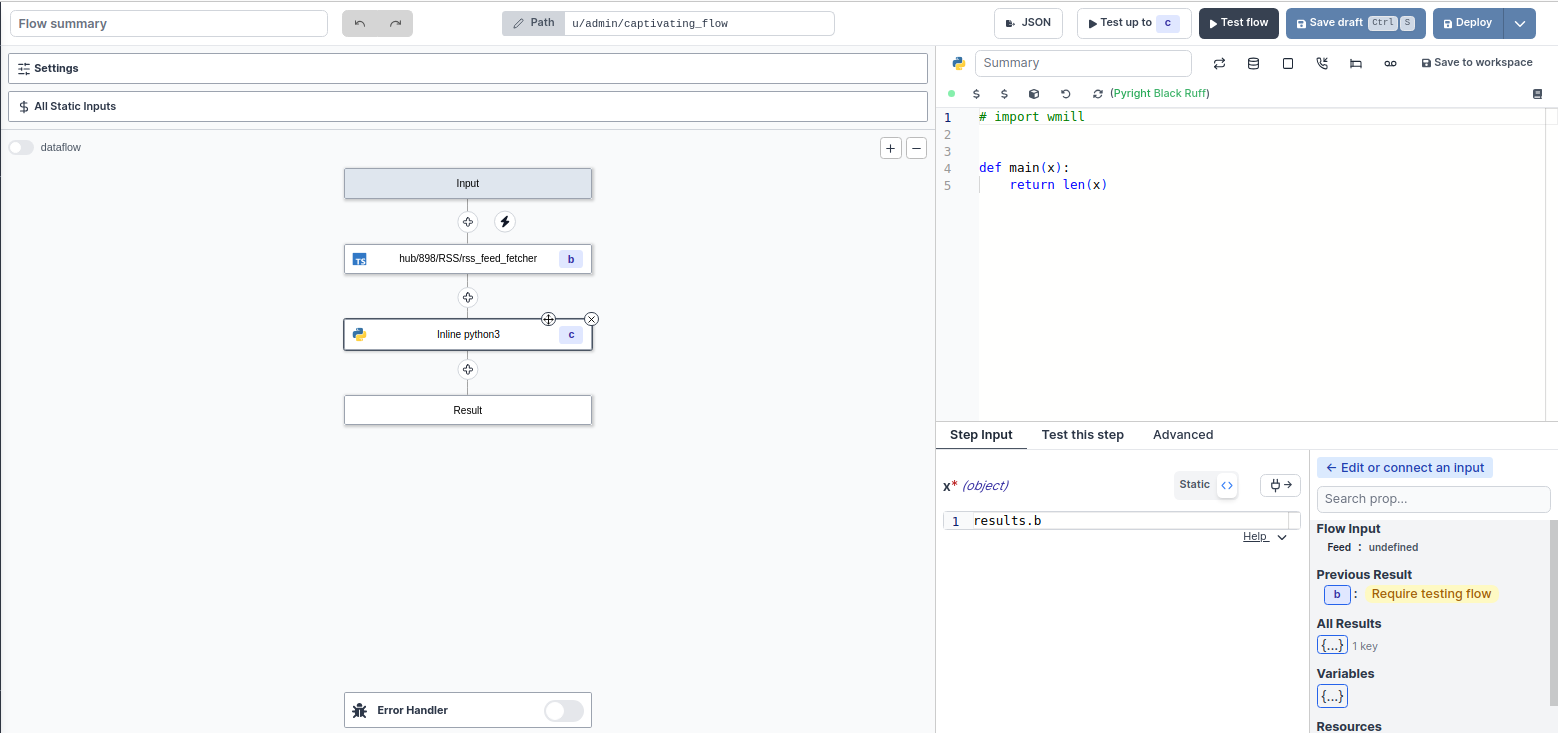 Flow summary
Path u/admin/captivating_flow
JSON
Test up to c
Test flow
Save draft Ctrl S
Deploy
Settings
All Static Inputs
dataflow
Input
TS hub/898/RSS/rss_feed_fetcher b
Inline python3 c
Result
Error Handler
Summary
Save to workspace
$ $ (Pyright Black Ruff)
1 # import wmill
2
3
4 def main(x):
5 return len(x)
Step Input Test this step Advanced
x* (object)
Static <>
1 results.b
Help
← Edit or connect an input
Search prop...
Flow Input
Feed : undefined
Previous Result
b : Require testing flow
All Results
{...} 1 key
Variables
{...}
Resources